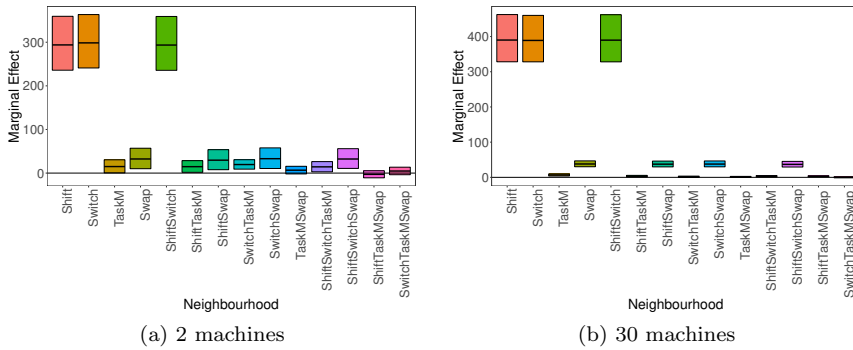 Marginal Effect
300
200
100
0
Shift
Switch
TaskM
Swap
ShiftSwitch
ShiftTaskM
ShiftSwap
SwitchTaskM
SwitchSwap
TaskMSwap
ShiftSwitchTaskM
ShiftSwitchSwap
ShiftTaskMSwap
SwitchTaskMSwap
Neighbourhood
(a) 2 machines
Marginal Effect
400
300
200
100
0
Shift
Switch
TaskM
Swap
ShiftSwitch
ShiftTaskM
ShiftSwap
SwitchTaskM
SwitchSwap
TaskMSwap
ShiftSwitchTaskM
ShiftSwitchSwap
ShiftTaskMSwap
SwitchTaskMSwap
Neighbourhood
(b) 30 machines